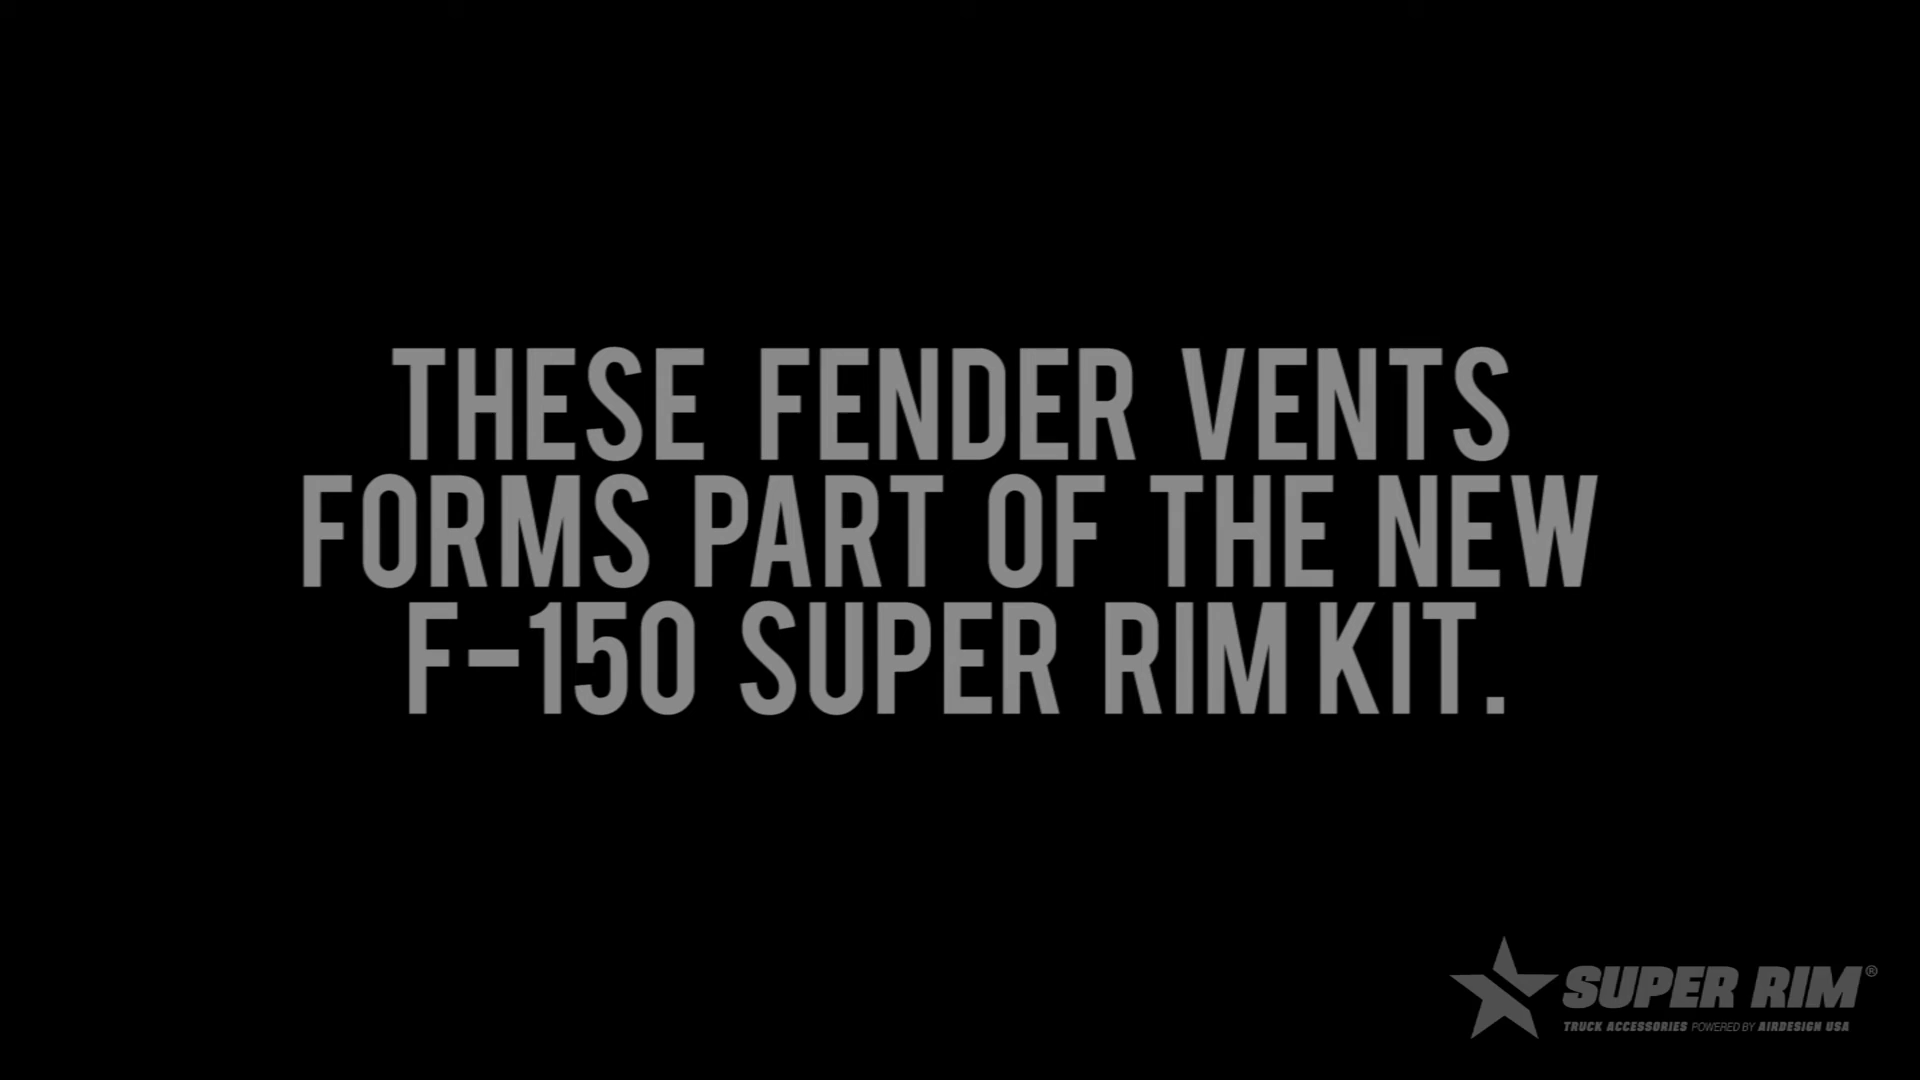 THESE FENDER VENTS
FORMS PART OF THE NEW
F-150 SUPER RIM KIT.
SUPER RIM®
TRUCK ACCESSORIES POWERED BY AIRDESIGN USA